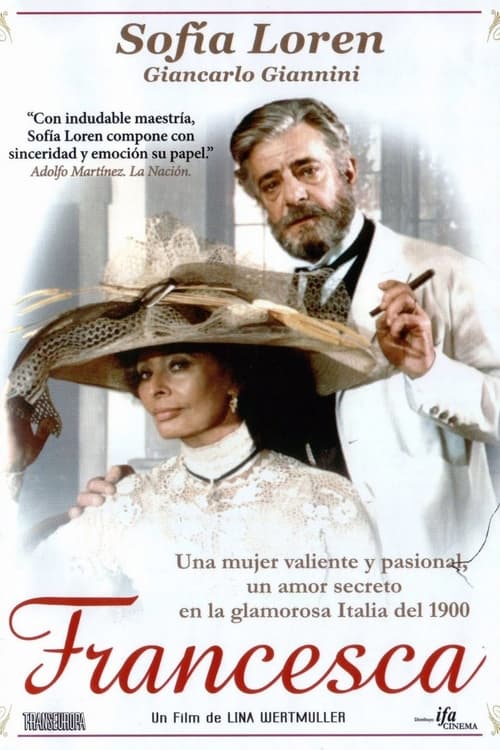 Sofía Loren
Giancarlo Giannini
“Con indudable maestría,
Sofía Loren compone con
sinceridad y emoción su papel.”
Adolfo Martínez. La Nación.
Una mujer valiente y pasional,
un amor secreto
en la glamorosa Italia del 1900
Francesca
TRANSEUROPA
Un Film de LINA WERTMULLER
Distribuye ifa
CINEMA